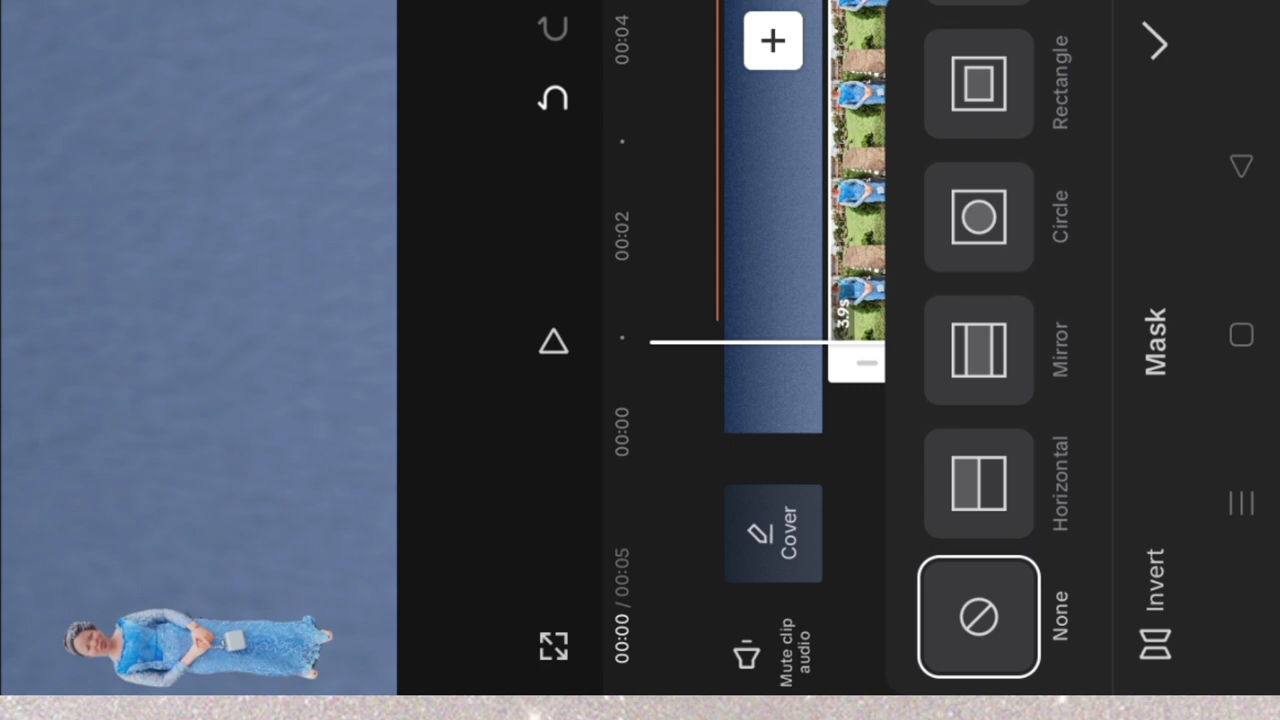 00:00 / 00:05
00:00
00:02
00:04
Mute clip
audio
Cover
3.9s
None
Horizontal
Mirror
Circle
Rectangle
Invert
Mask